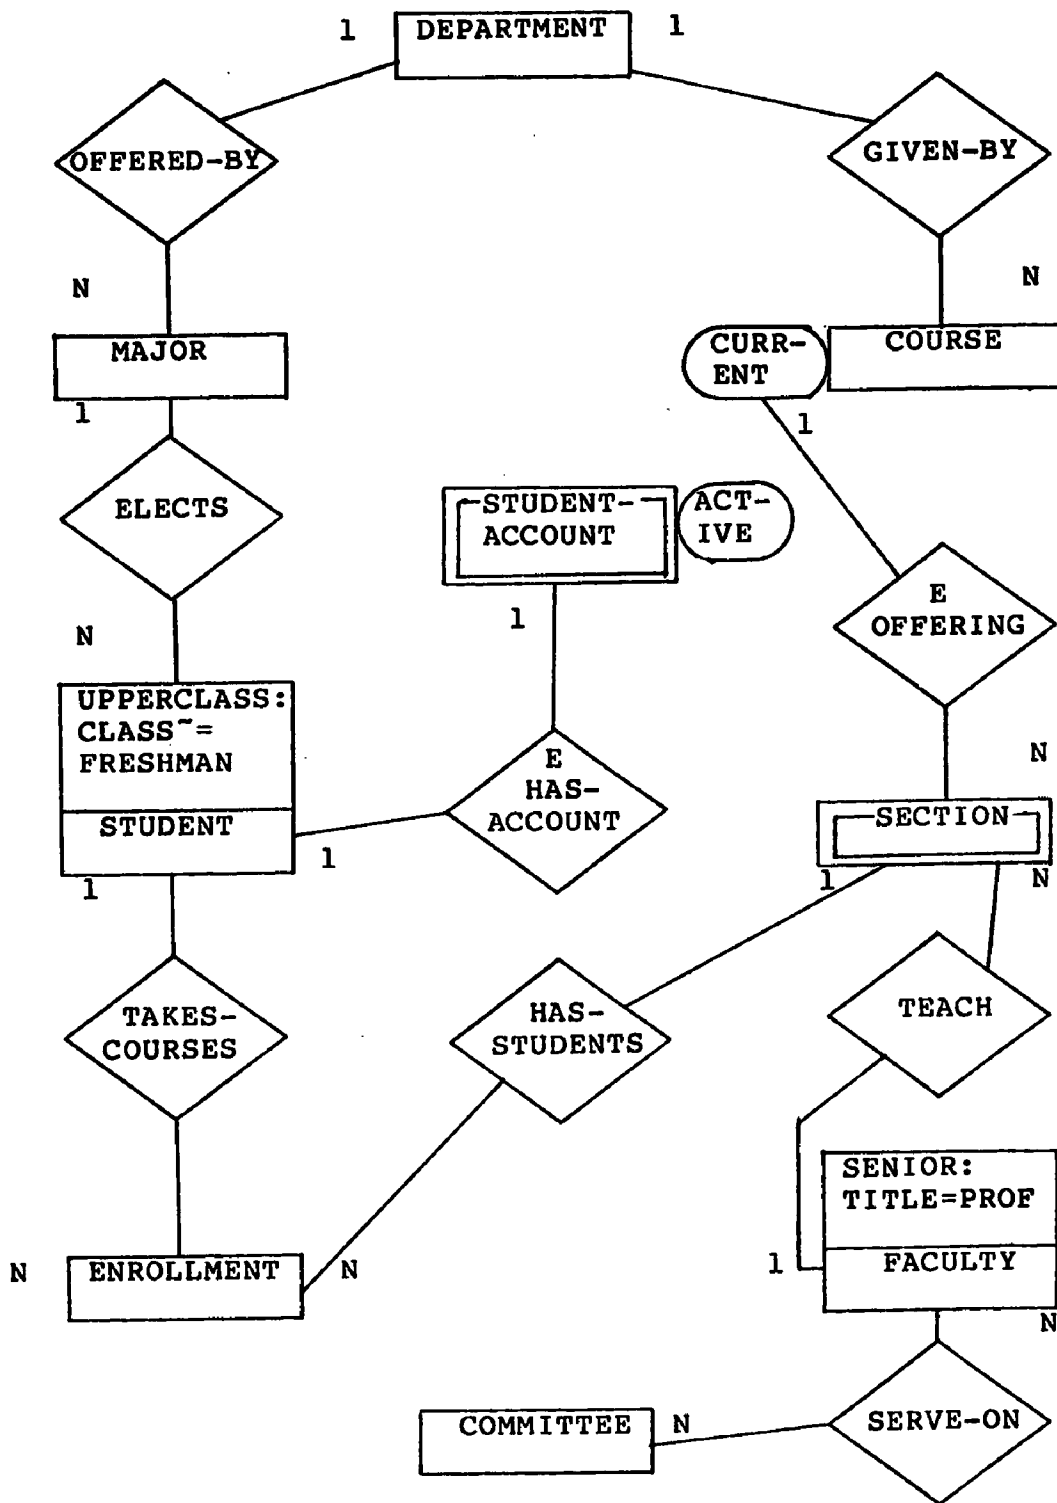 1 DEPARTMENT 1
OFFERED-BY
GIVEN-BY
N
N
MAJOR
CURR-
ENT
COURSE
1
1
ELECTS
STUDENT-
ACCOUNT
ACT-
IVE
1
E
OFFERING
N
UPPERCLASS:
CLASS~=
FRESHMAN
STUDENT
1
1
E
HAS-
ACCOUNT
N
SECTION
1
N
TAKES-
COURSES
HAS-
STUDENTS
TEACH
SENIOR:
TITLE=PROF
N ENROLLMENT N
1 FACULTY
N
COMMITTEE N
SERVE-ON